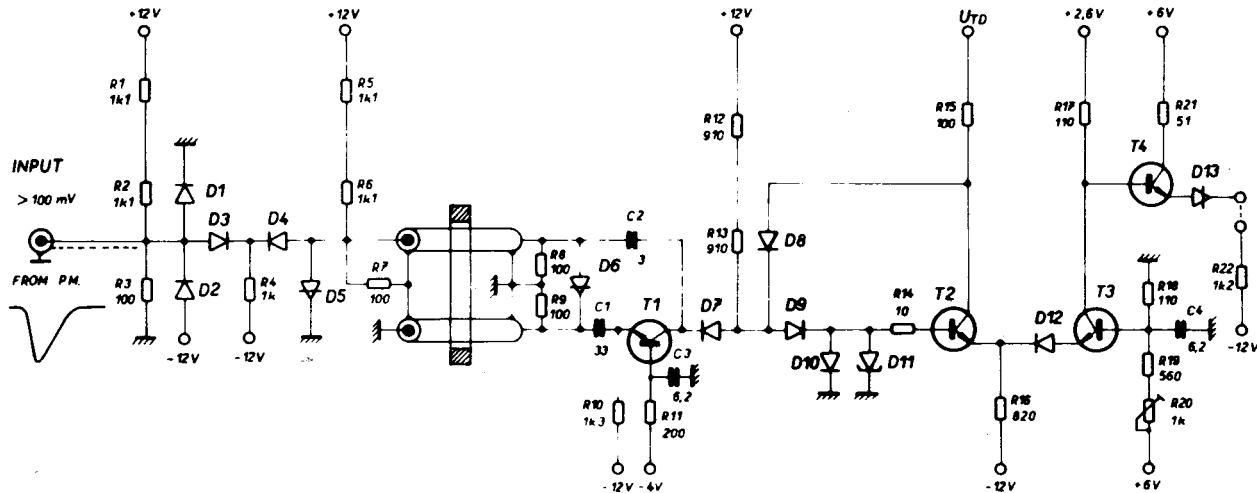 +12V
+12V
+12V
UTD
+2,6V
+6V
R1
1k1
R5
1k1
R12
910
R15
100
R17
110
R21
51
T4
INPUT
> 100 mV
R2
1k1
D1
D3
D4
R6
1k1
C2
3
R13
910
D8
D13
FROM P.M.
R3
100
D2
R4
1k
D5
R7
100
R8
100
R9
100
D6
C1
33
T1
D7
D9
R14
10
T2
D12
T3
R18
110
C4
6,2
R22
1k2
-12V
-12V
-12V
C3
6,2
D10
D11
R10
1k3
R11
200
R16
820
R19
560
R20
1k
-12V
-4V
-12V
+6V